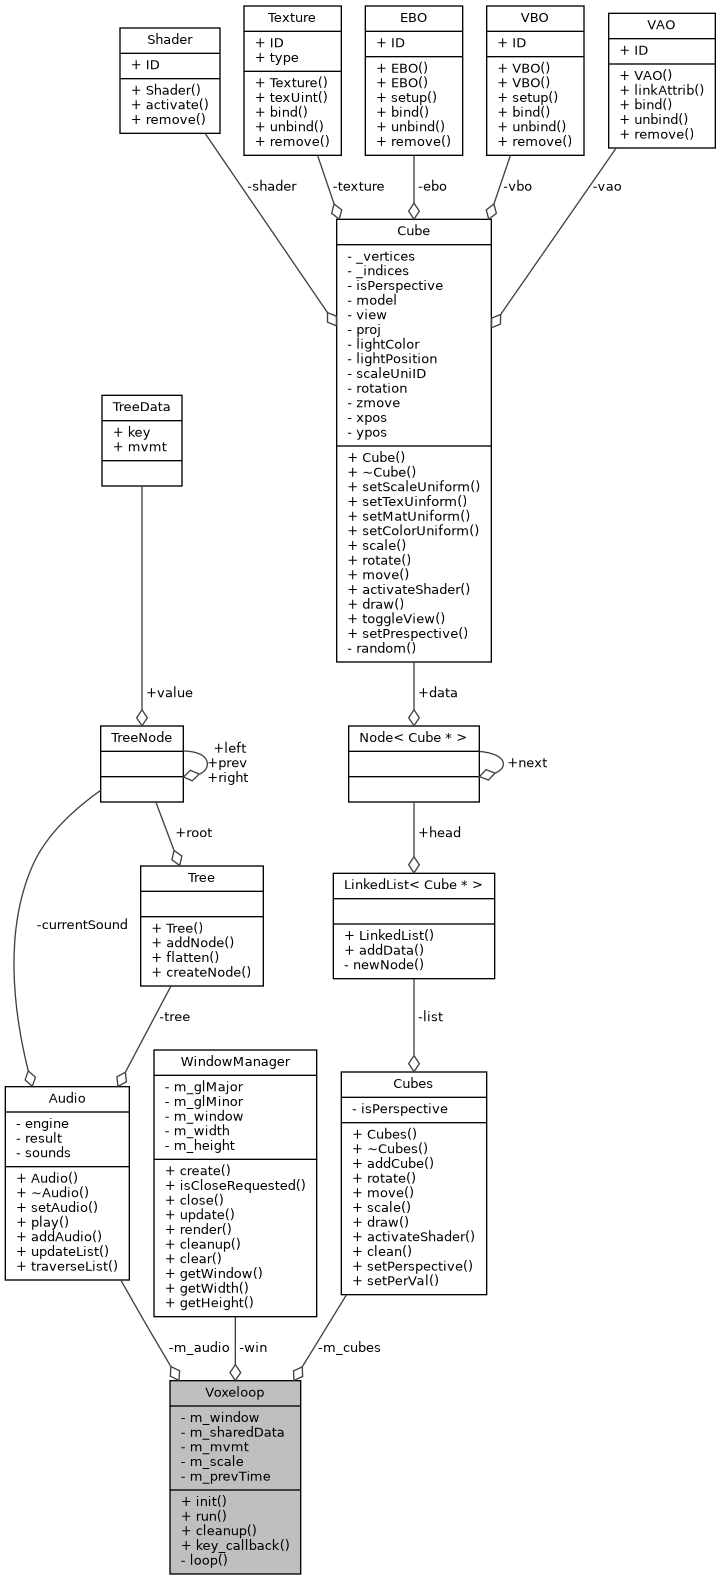 Shader
+ ID
+ Shader()
+ activate()
+ remove()
Texture
+ ID
+ type
+ Texture()
+ texUint()
+ bind()
+ unbind()
+ remove()
EBO
+ ID
+ EBO()
+ EBO()
+ setup()
+ bind()
+ unbind()
+ remove()
VBO
+ ID
+ VBO()
+ VBO()
+ setup()
+ bind()
+ unbind()
+ remove()
VAO
+ ID
+ VAO()
+ linkAttrib()
+ bind()
+ unbind()
+ remove()
-shader
-texture
-ebo
-vbo
-vao
Cube
- _vertices
- _indices
- isPerspective
- model
- view
- proj
- lightColor
- lightPosition
- scaleUniID
- rotation
- zmove
- xpos
- ypos
+ Cube()
+ ~Cube()
+ setScaleUniform()
+ setTexUinform()
+ setMatUniform()
+ setColorUniform()
+ scale()
+ rotate()
+ move()
+ activateShader()
+ draw()
+ toggleView()
+ setPrespective()
- random()
TreeData
+ key
+ mvmt
+value
+data
TreeNode
+left
+prev
+right
Node< Cube * >
+next
+root
+head
Tree
+ Tree()
+ addNode()
+ flatten()
+ createNode()
LinkedList< Cube * >
+ LinkedList()
+ addData()
- newNode()
-currentSound
-tree
-list
Audio
- engine
- result
- sounds
+ Audio()
+ ~Audio()
+ setAudio()
+ play()
+ addAudio()
+ updateList()
+ traverseList()
WindowManager
- m_glMajor
- m_glMinor
- m_window
- m_width
- m_height
+ create()
+ isCloseRequested()
+ close()
+ update()
+ render()
+ cleanup()
+ clear()
+ getWindow()
+ getWidth()
+ getHeight()
Cubes
- isPerspective
+ Cubes()
+ ~Cubes()
+ addCube()
+ rotate()
+ move()
+ scale()
+ draw()
+ activateShader()
+ clean()
+ setPerspective()
+ setPerVal()
-m_audio
-win
-m_cubes
Voxeloop
- m_window
- m_sharedData
- m_mvmt
- m_scale
- m_prevTime
+ init()
+ run()
+ cleanup()
+ key_callback()
- loop()